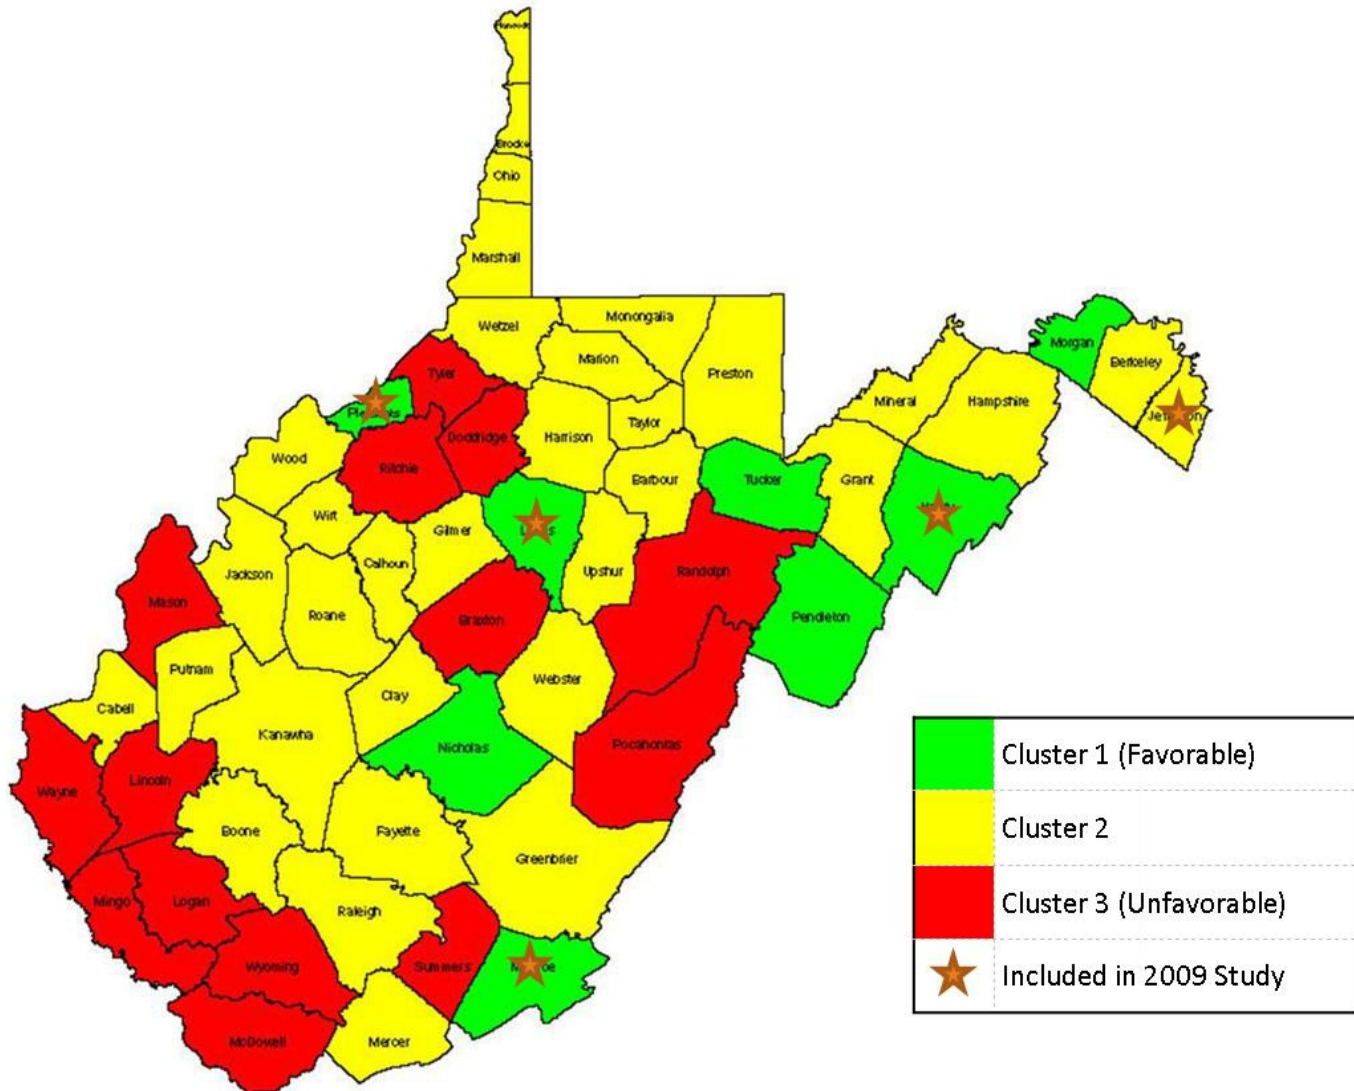 Brooke
Ohio
Marshall
Wetzel
Monongalia
Marion
Preston
Tyler
Doddridge
Ritchie
Harrison
Taylor
Barbour
Tucker
Mineral
Hampshire
Morgan
Berkeley
Grant
Wood
Wirt
Gilmer
Calhoun
Jackson
Roane
Upshur
Randolph
Pendleton
Mason
Braxton
Putnam
Clay
Webster
Cabell
Kanawha
Nicholas
Pocahontas
Wayne
Lincoln
Boone
Fayette
Greenbrier
Mingo
Logan
Raleigh
Wyoming
Summers
McDowell
Mercer
Cluster 1 (Favorable)
Cluster 2
Cluster 3 (Unfavorable)
Included in 2009 Study